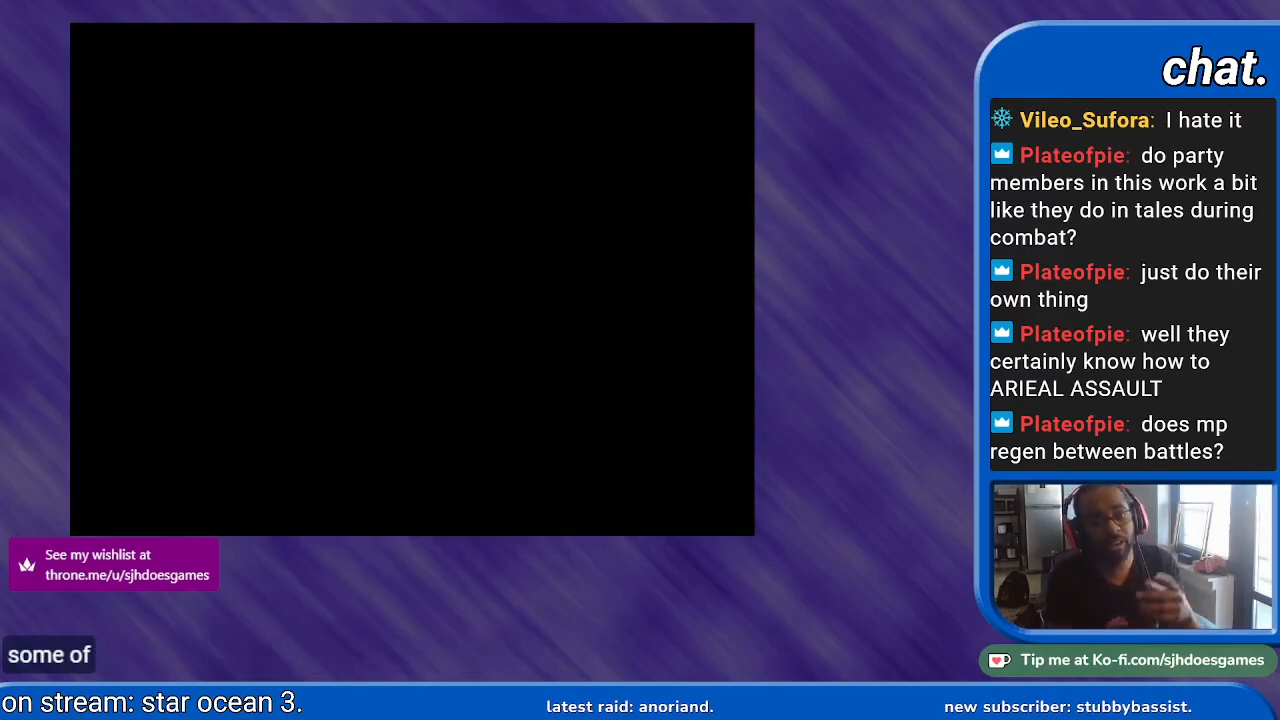 chat.
Vileo_Sufora: I hate it
Plateofpie: do party
members in this work a bit
like they do in tales during
combat?
Plateofpie: just do their
own thing
Plateofpie: well they
certainly know how to
ARIEAL ASSAULT
Plateofpie: does mp
regen between battles?
See my wishlist at
throne.me/u/sjhdoesgames
some of
Tip me at Ko-fi.com/sjhdoesgames
on stream: star ocean 3.
latest raid: anoriand.
new subscriber: stubbybassist.